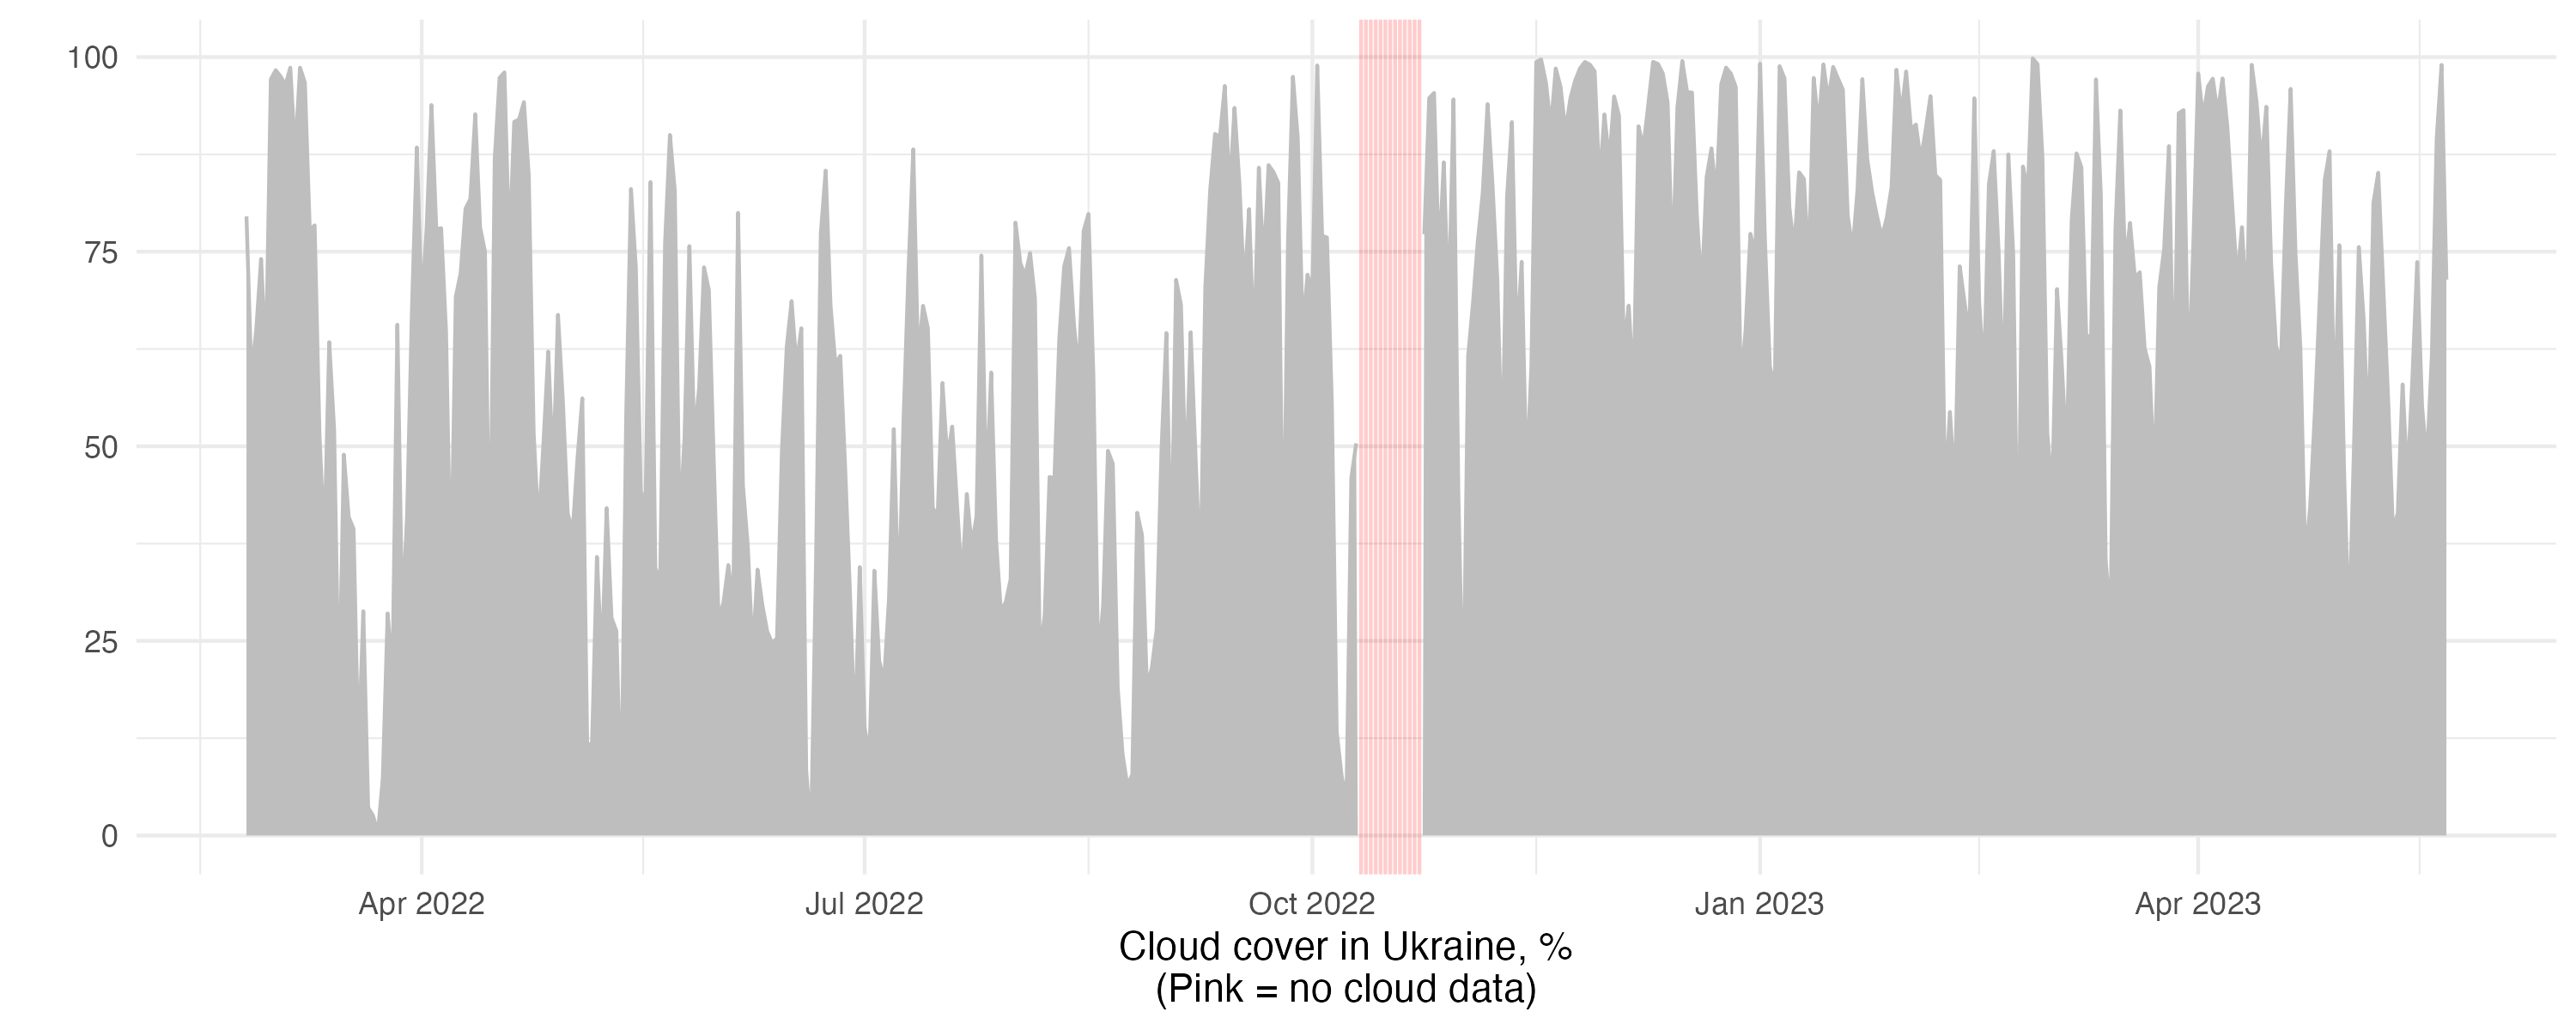 100
75
50
25
0
Apr 2022
Jul 2022
Oct 2022
Jan 2023
Apr 2023
Cloud cover in Ukraine, %
(Pink = no cloud data)